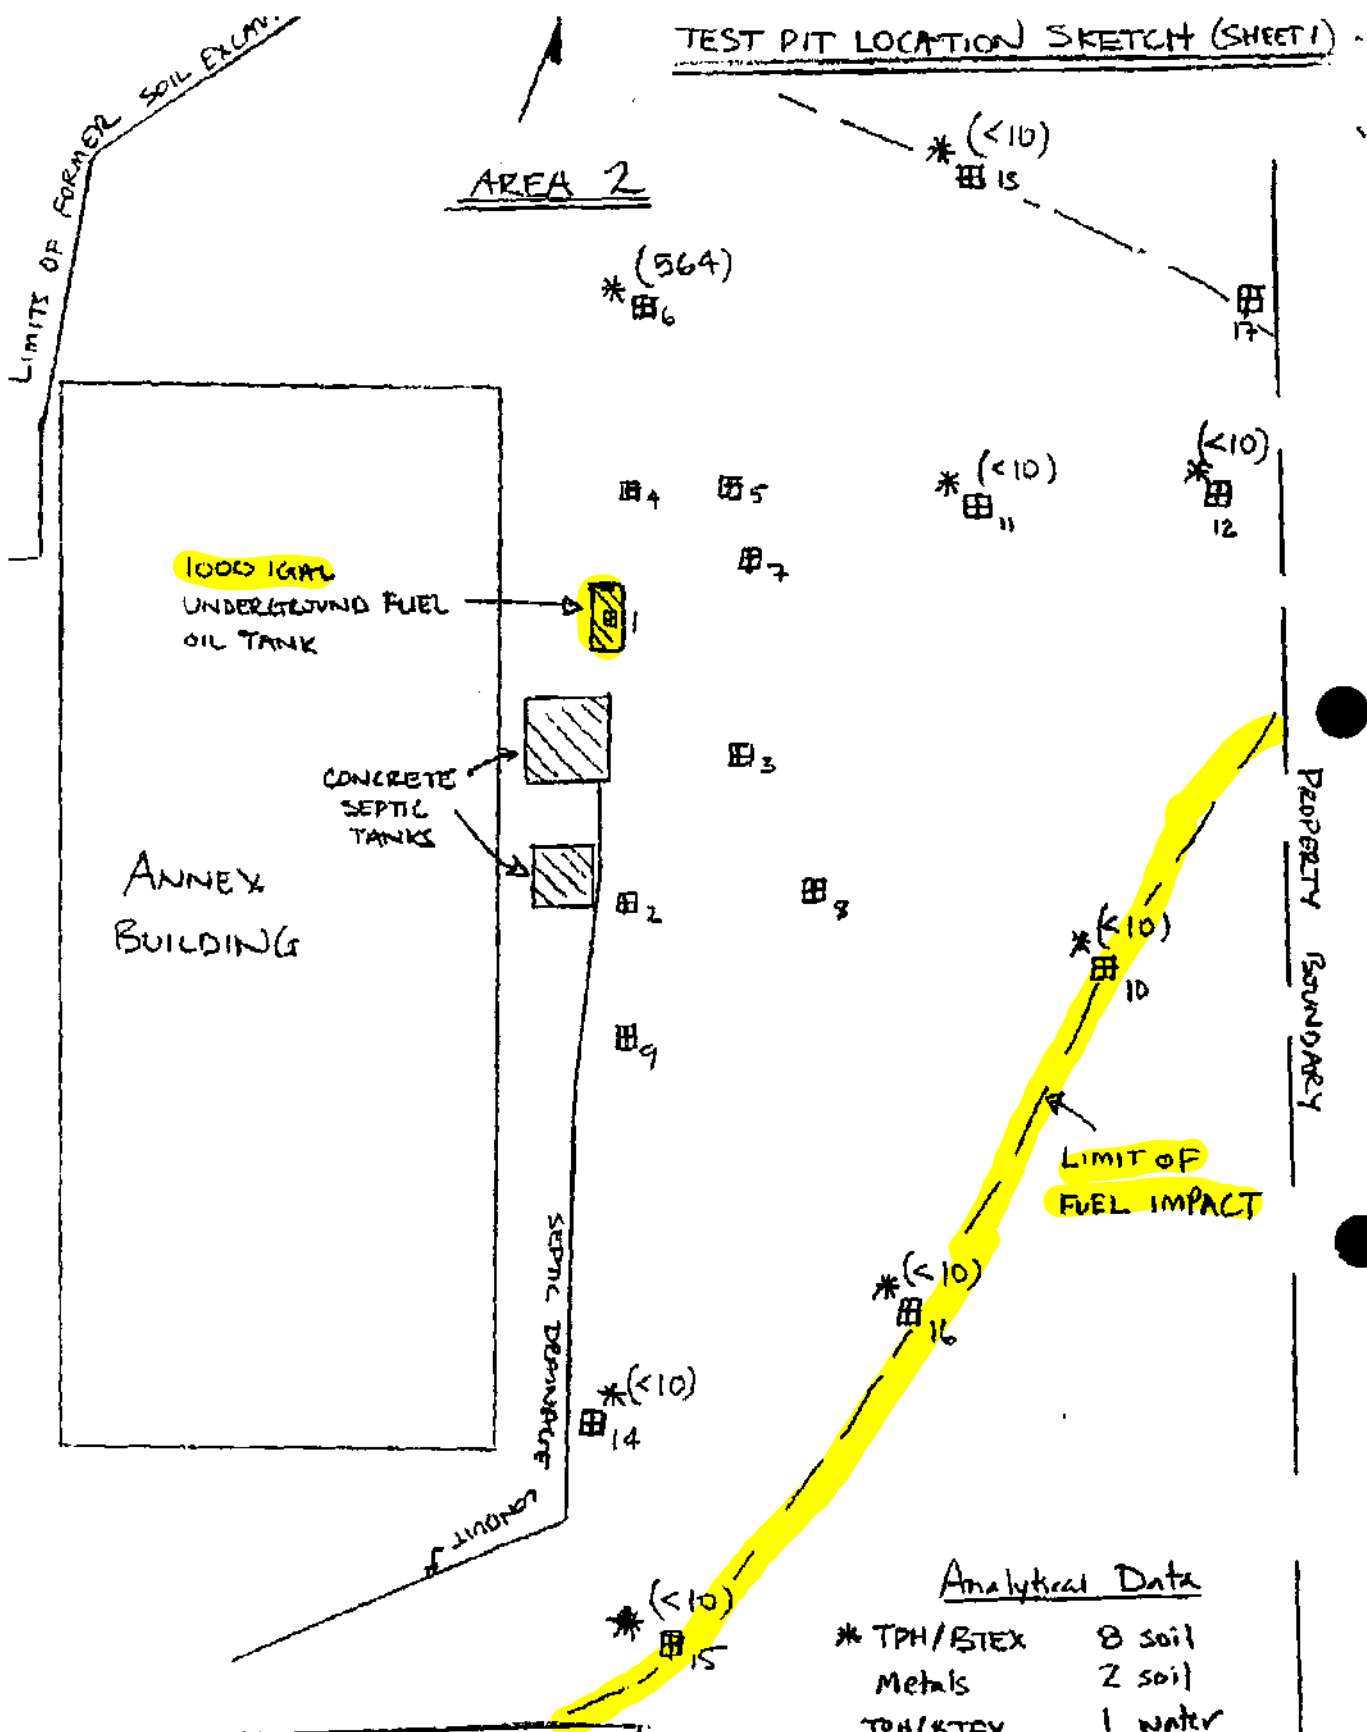 TEST PIT LOCATION SKETCH (SHEET 1)
LIMITS OF FORMER SOIL EXCAV.
AREA 2
(<10)
(564)
6
17
(<10)
(<10)
4
5
11
12
7
1000 IGAL
UNDERGROUND FUEL
OIL TANK
1
3
CONCRETE
SEPTIC
TANKS
PROPERTY BOUNDARY
ANNEX
BUILDING
2
8
(<10)
10
9
LIMIT OF
FUEL IMPACT
SEPTIC DRAINAGE
CONDUIT
(<10)
16
(<10)
14
(<10)
15
Analytical Data
* TPH/BTEX 8 soil
Metals 2 soil
TPH/BTEX 1 water